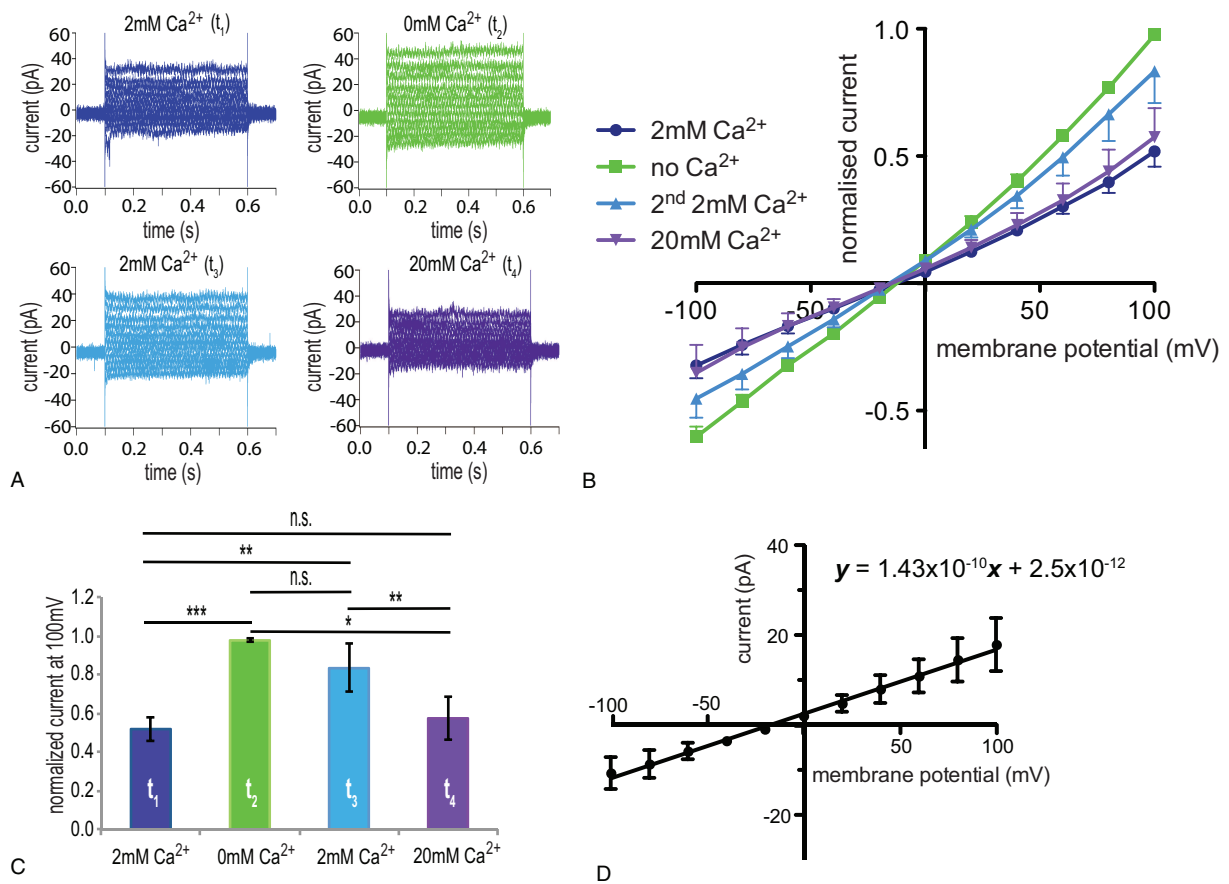 2mM Ca²⁺ (t₁)
current (pA)
60
40
20
0
-20
-40
-60
0.0 0.2 0.4 0.6
time (s)
0mM Ca²⁺ (t₂)
current (pA)
60
40
20
0
-20
-40
-60
0.0 0.2 0.4 0.6
time (s)
2mM Ca²⁺ (t₃)
current (pA)
60
40
20
0
-20
-40
-60
0.0 0.2 0.4 0.6
time (s)
20mM Ca²⁺ (t₄)
current (pA)
60
40
20
0
-20
-40
-60
0.0 0.2 0.4 0.6
time (s)
A
2mM Ca²⁺
no Ca²⁺
2ⁿᵈ 2mM Ca²⁺
20mM Ca²⁺
normalised current
1.0
0.5
-0.5
-100 -50 50 100
membrane potential (mV)
B
n.s.
**
n.s.
**
***
*
normalized current at 100mV
1.2
1.0
0.8
0.6
0.4
0.2
0.0
t₁ t₂ t₃ t₄
2mM Ca²⁺ 0mM Ca²⁺ 2mM Ca²⁺ 20mM Ca²⁺
C
current (pA)
40
20
-20
y = 1.43x10⁻¹⁰x + 2.5x10⁻¹²
-100 -50 50 100
membrane potential (mV)
D